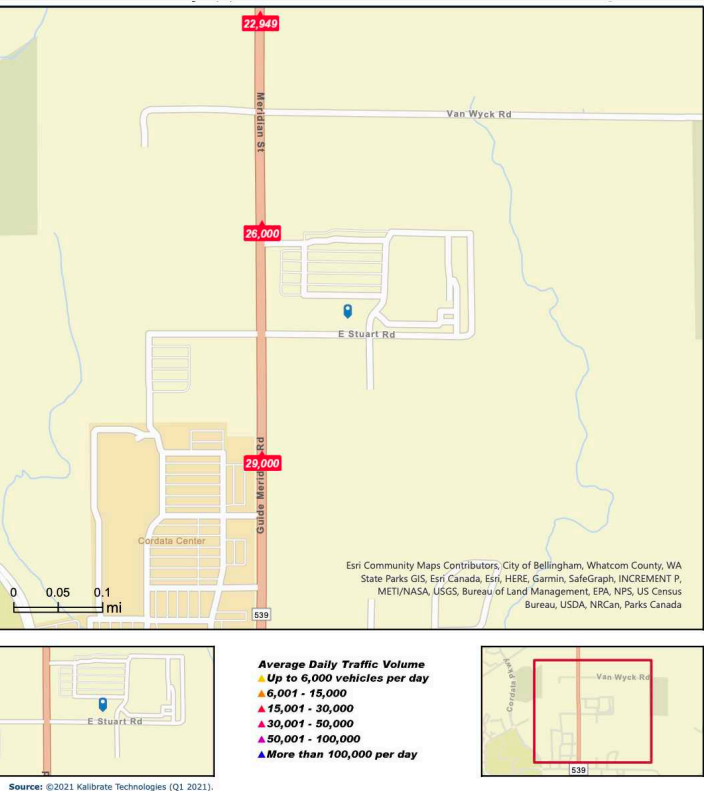 22,949
Meridian St
Van Wyck Rd
26,000
E Stuart Rd
29,000
Guide Meridian Rd
Cordata Center
Esri Community Maps Contributors, City of Bellingham, Whatcom County, WA
State Parks GIS, Esri Canada, Esri, HERE, Garmin, SafeGraph, INCREMENT P,
METI/NASA, USGS, Bureau of Land Management, EPA, NPS, US Census
Bureau, USDA, NRCan, Parks Canada
0 0.05 0.1
mi
539
E Stuart Rd
Average Daily Traffic Volume
Up to 6,000 vehicles per day
6,001 - 15,000
15,001 - 30,000
30,001 - 50,000
50,001 - 100,000
More than 100,000 per day
Cordata Pkwy
Van Wyck Rd
539
Source: ©2021 Kalibrate Technologies (Q1 2021).